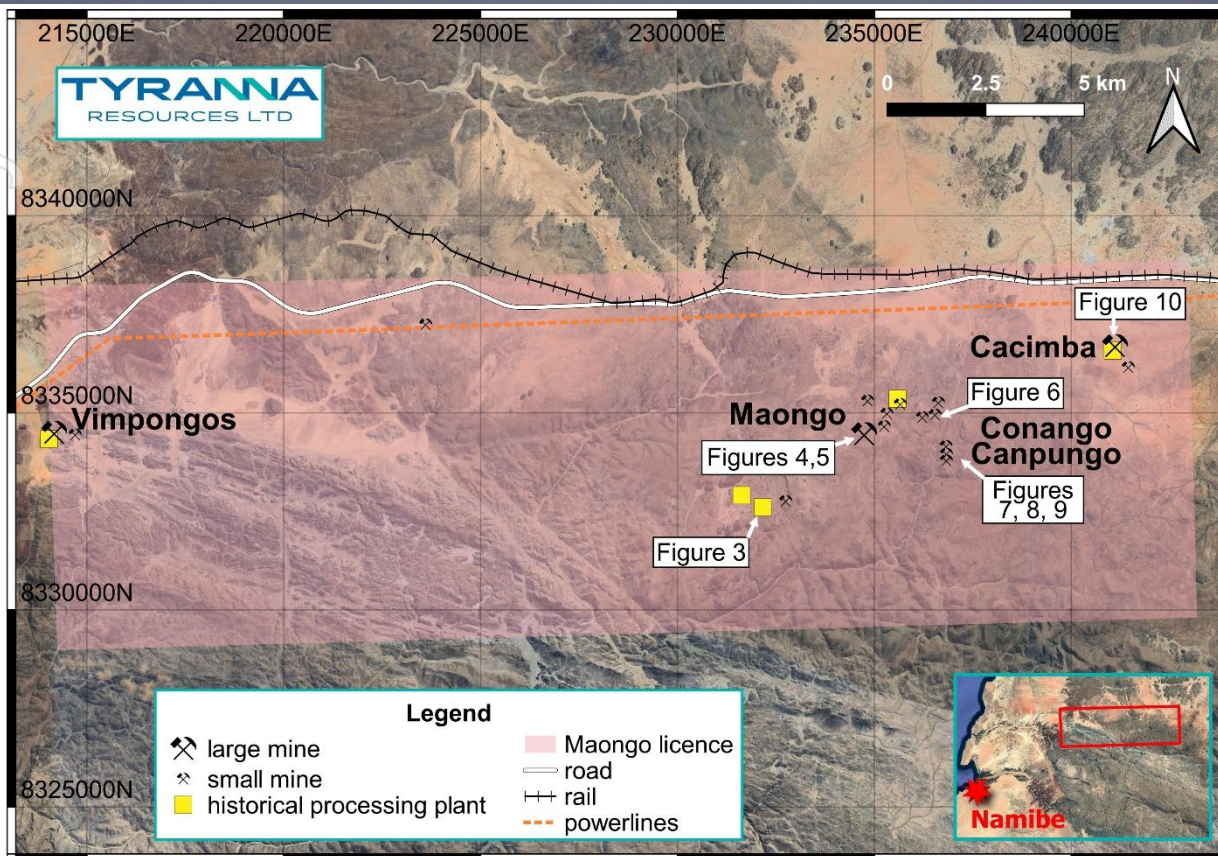 215000E 220000E 225000E 230000E 235000E 240000E
TYRANNA
RESOURCES LTD
0 2.5 5 km
N
8340000N
Figure 10
Cacimba
8335000N
Vimpongos
Figure 6
Maongo
Conango
Figures 4,5
Canpungo
Figures
7, 8, 9
Figure 3
8330000N
Legend
large mine
small mine
historical processing plant
Maongo licence
road
rail
powerlines
8325000N
Namibe